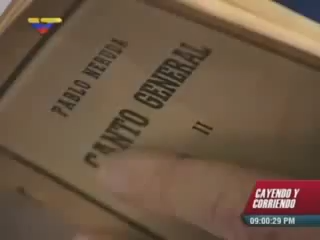 PABLO NERUDA
CANTO GENERAL
II
CAYENDO Y
CORRIENDO
09:00:29 PM